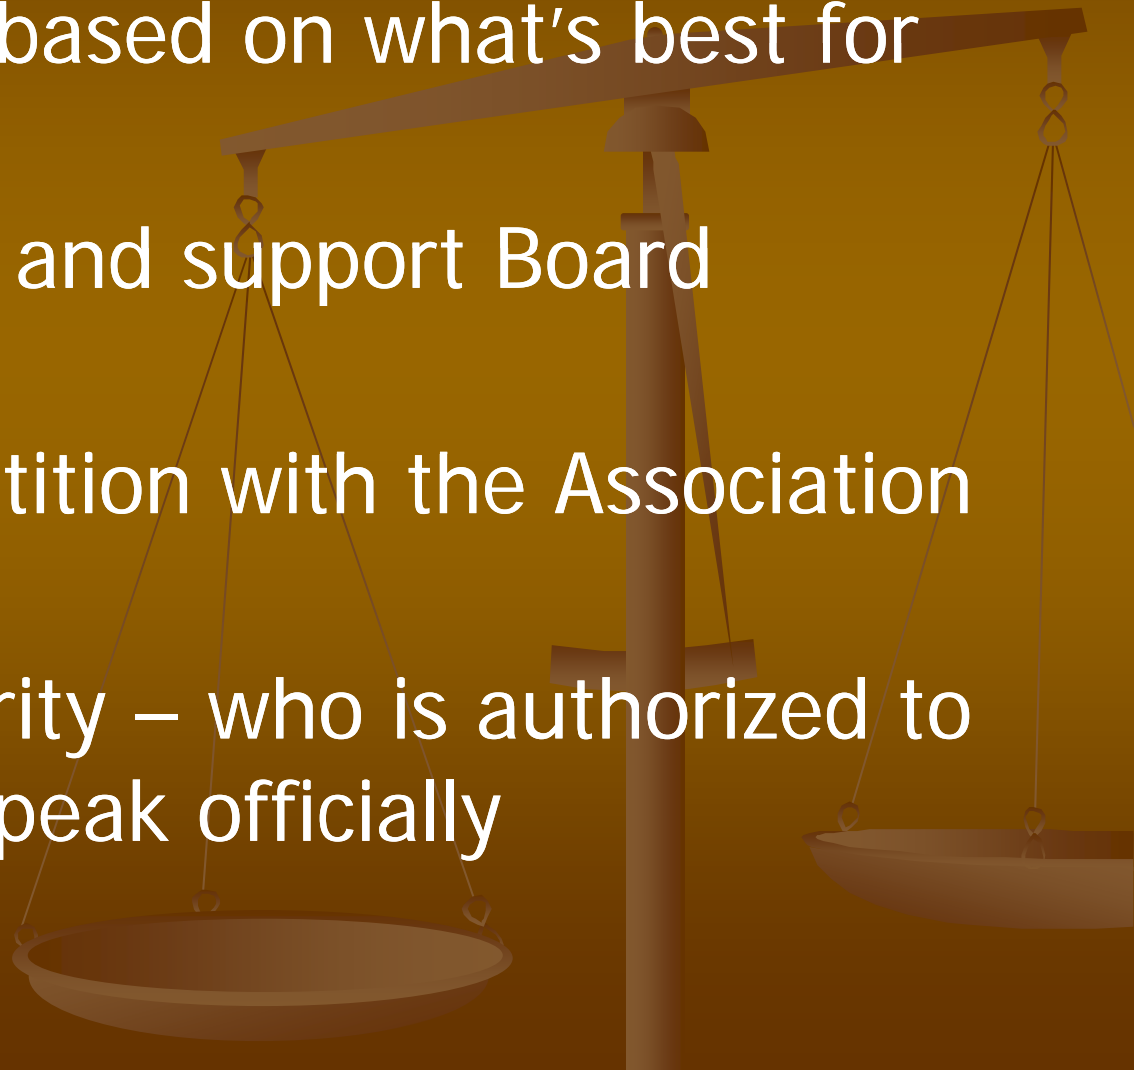 based on what's best for
and support Board
tition with the Association
rity – who is authorized to
peak officially